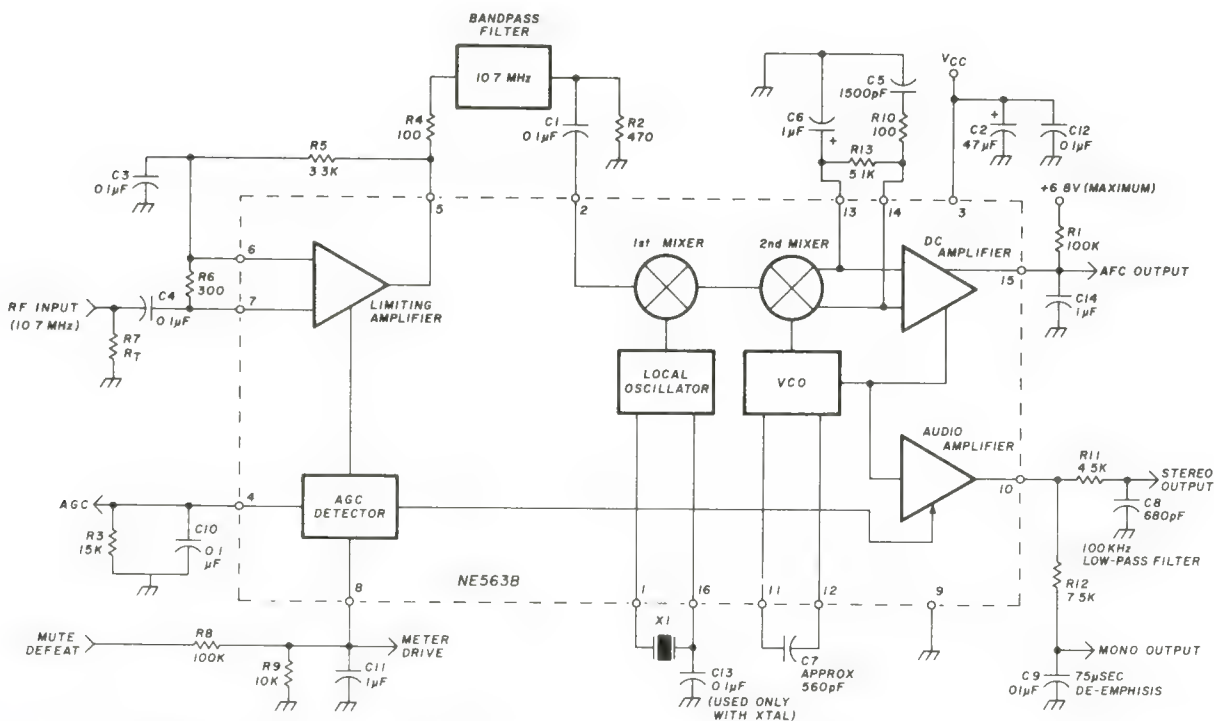 BANDPASS
FILTER
10 7 MHz
R4
100
C1
0.1µF
R2
470
R5
3.3K
C3
0.1µF
C5
1500pF
C6
1µF
+
R10
100
R13
5.1K
VCC
+
C2
47µF
C12
0.1µF
+6 8V (MAXIMUM)
R1
100K
5
2
13
14
3
6
R6
300
7
C4
0.1µF
RF INPUT
(10 7 MHz)
R7
RT
LIMITING
AMPLIFIER
1st MIXER
2nd MIXER
DC
AMPLIFIER
15
AFC OUTPUT
C14
1µF
LOCAL
OSCILLATOR
VCO
AUDIO
AMPLIFIER
10
R11
4.5K
STEREO
OUTPUT
C8
680pF
100KHz
LOW-PASS FILTER
AGC
4
AGC
DETECTOR
R3
15K
C10
0 1
µF
8
NE563B
1
16
11
12
9
R12
7.5K
MUTE
DEFEAT
R8
100K
METER
DRIVE
R9
10K
C11
1µF
X1
C13
0.1µF
(USED ONLY
WITH XTAL)
C7
APPROX
560pF
MONO OUTPUT
C9
.01µF
75µSEC
DE-EMPHISIS